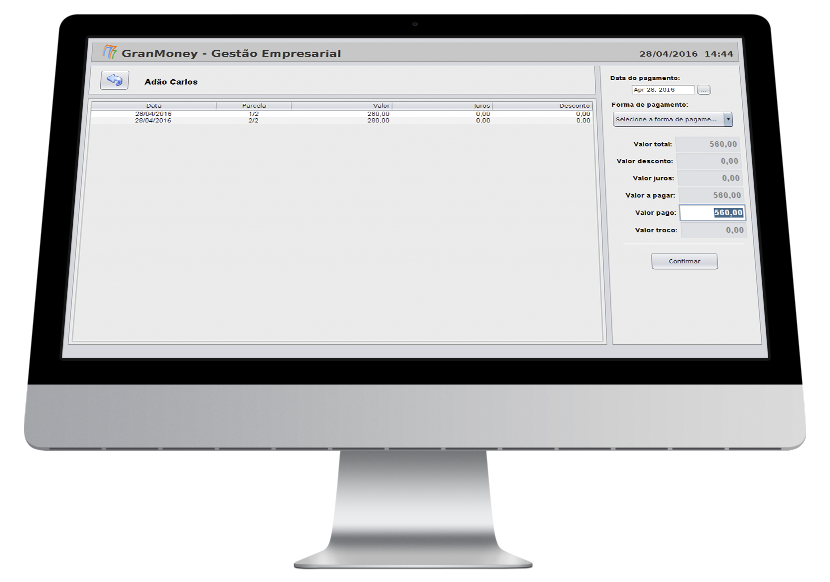 GranMoney - Gestão Empresarial
28/04/2016 14:44
Adão Carlos
Data Parcela Valor Juros Desconto
28/04/2016 1/2 280,00 0,00 0,00
28/04/2016 2/2 280,00 0,00 0,00
Data do pagamento:
Apr 28, 2016 ...
Forma de pagamento:
Selecione a forma de pagame...
Valor total: 560,00
Valor desconto: 0,00
Valor juros: 0,00
Valor a pagar: 560,00
Valor pago: 560,00
Valor troco: 0,00
Confirmar